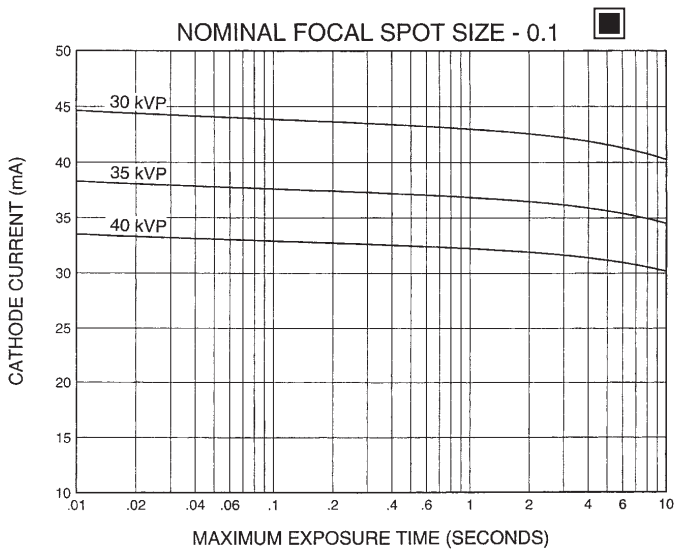 NOMINAL FOCAL SPOT SIZE - 0.1
50
45
40
35
30
25
20
15
10
30 kVP
35 kVP
40 kVP
CATHODE CURRENT (mA)
.01 .02 .04 .06 .1 .2 .4 .6 1 2 4 6 10
MAXIMUM EXPOSURE TIME (SECONDS)